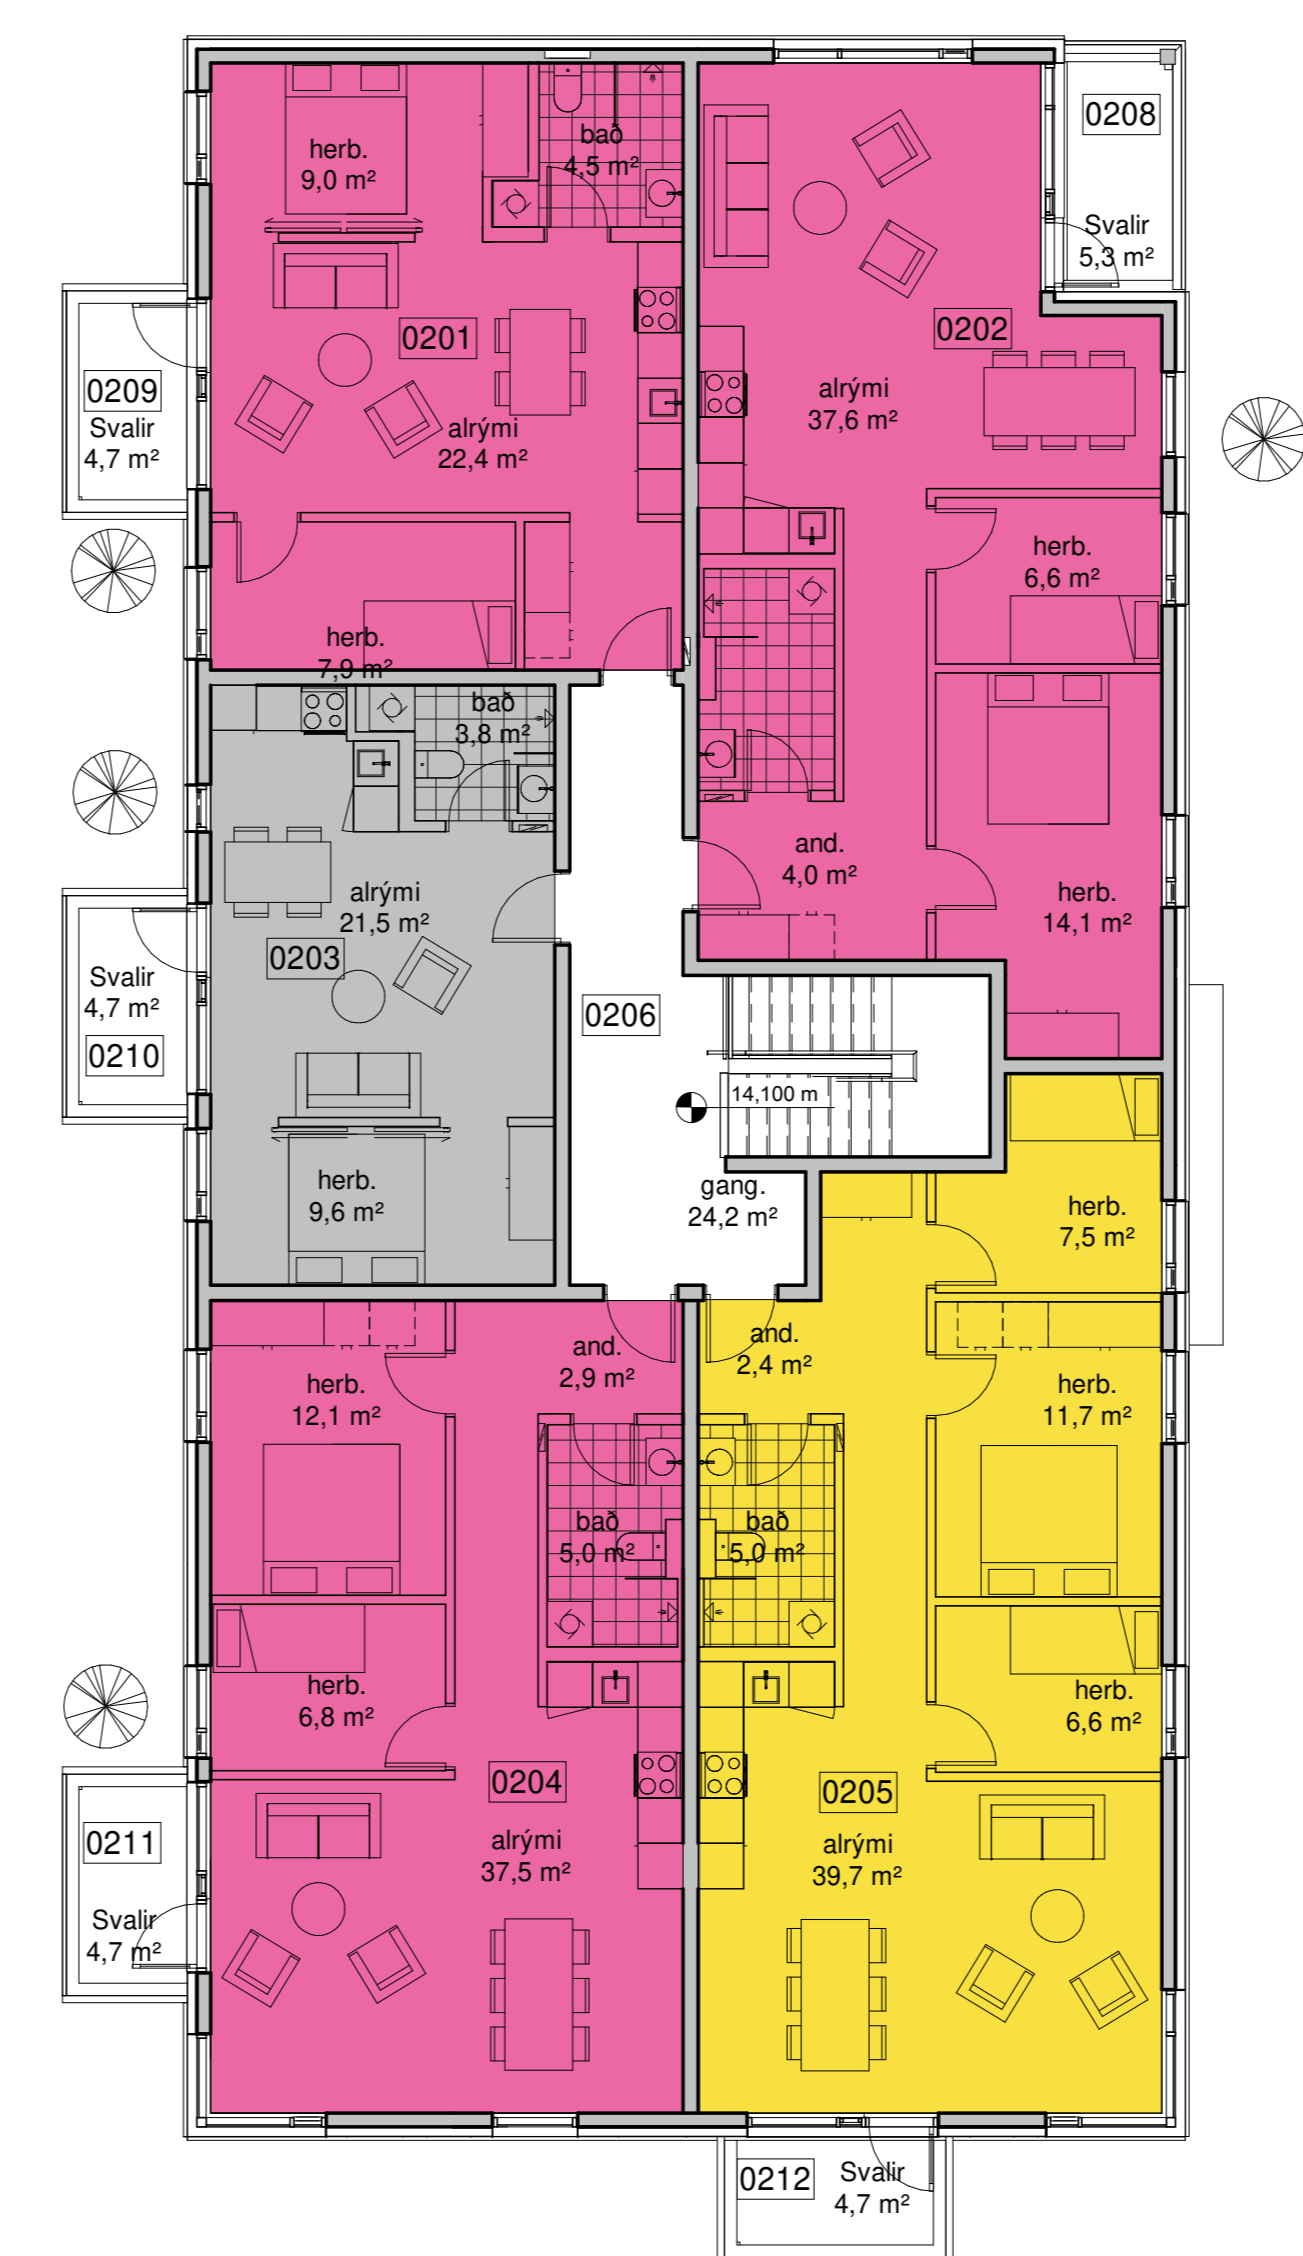 herb.
9,0 m²
bað
4,5 m²
0208
Svalir
5,3 m²
0201
0202
0209
Svalir
4,7 m²
alrými
22,4 m²
alrými
37,6 m²
herb.
6,6 m²
herb.
7,9 m²
bað
3,8 m²
and.
4,0 m²
herb.
14,1 m²
alrými
21,5 m²
0203
Svalir
4,7 m²
0210
0206
14,100 m
herb.
9,6 m²
gang.
24,2 m²
herb.
7,5 m²
and.
2,9 m²
and.
2,4 m²
herb.
12,1 m²
herb.
11,7 m²
bað
5,0 m²
bað
5,0 m²
herb.
6,8 m²
herb.
6,6 m²
0204
alrými
37,5 m²
0205
alrými
39,7 m²
0211
Svalir
4,7 m²
0212
Svalir
4,7 m²